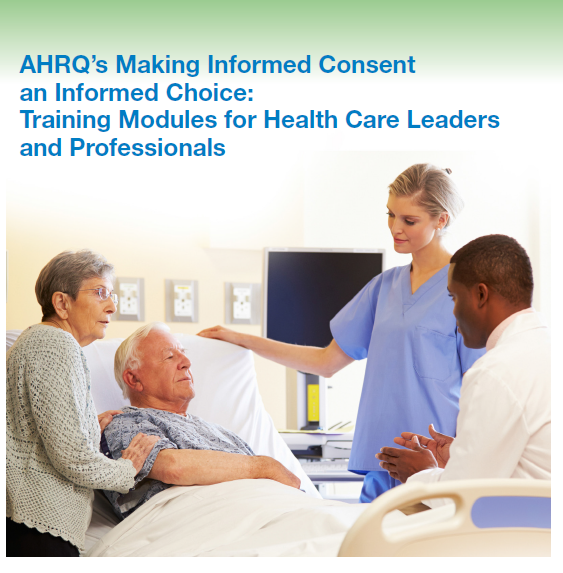 AHRQ’s Making Informed Consent
an Informed Choice:
Training Modules for Health Care Leaders
and Professionals